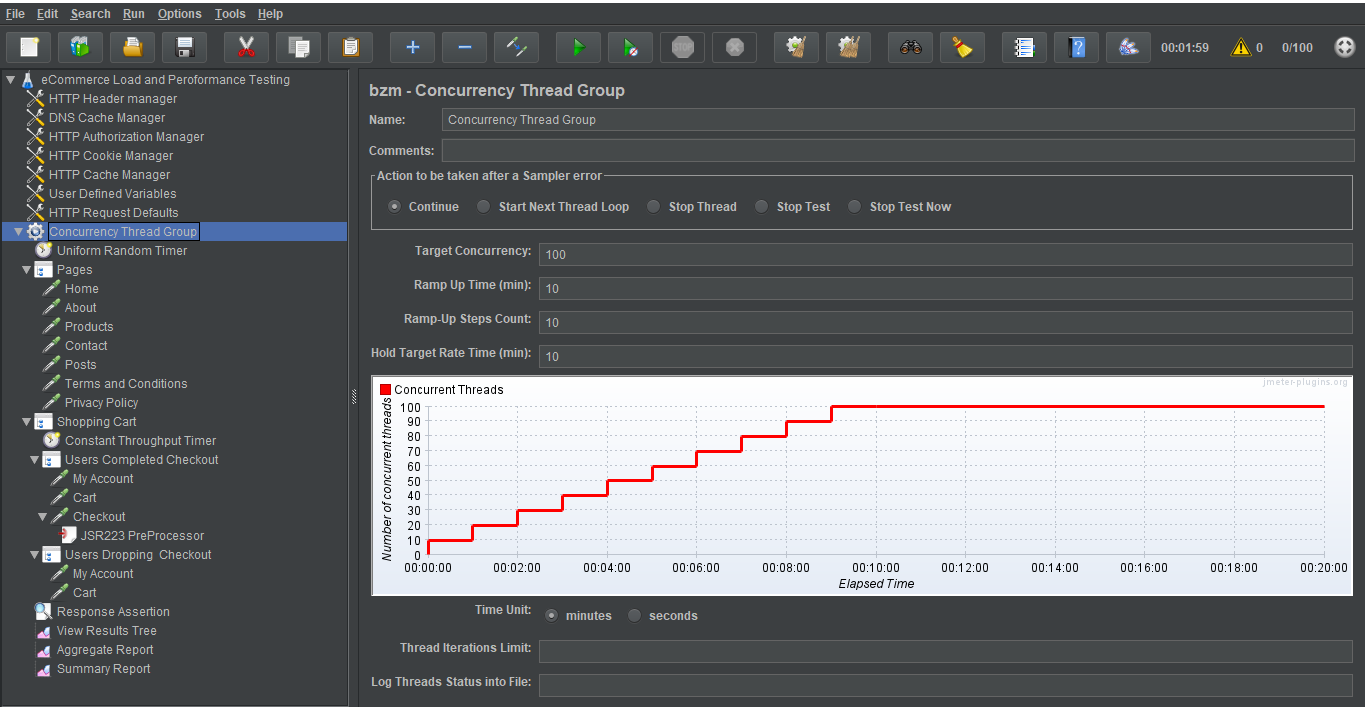 File Edit Search Run Options Tools Help
STOP 00:01:59 0 0/100
eCommerce Load and Peroformance Testing
HTTP Header manager
DNS Cache Manager
HTTP Authorization Manager
HTTP Cookie Manager
HTTP Cache Manager
User Defined Variables
HTTP Request Defaults
Concurrency Thread Group
Uniform Random Timer
Pages
Home
About
Products
Contact
Posts
Terms and Conditions
Privacy Policy
Shopping Cart
Constant Throughput Timer
Users Completed Checkout
My Account
Cart
Checkout
JSR223 PreProcessor
Users Dropping Checkout
My Account
Cart
Response Assertion
View Results Tree
Aggregate Report
Summary Report
bzm - Concurrency Thread Group
Name: Concurrency Thread Group
Comments:
Action to be taken after a Sampler error
Continue Start Next Thread Loop Stop Thread Stop Test Stop Test Now
Target Concurrency: 100
Ramp Up Time (min): 10
Ramp-Up Steps Count: 10
Hold Target Rate Time (min): 10
Concurrent Threads
jmeter-plugins.org
Number of concurrent threads
100
90
80
70
60
50
40
30
20
10
0
00:00:00 00:02:00 00:04:00 00:06:00 00:08:00 00:10:00 00:12:00 00:14:00 00:16:00 00:18:00 00:20:00
Elapsed Time
Time Unit: minutes seconds
Thread Iterations Limit:
Log Threads Status into File: